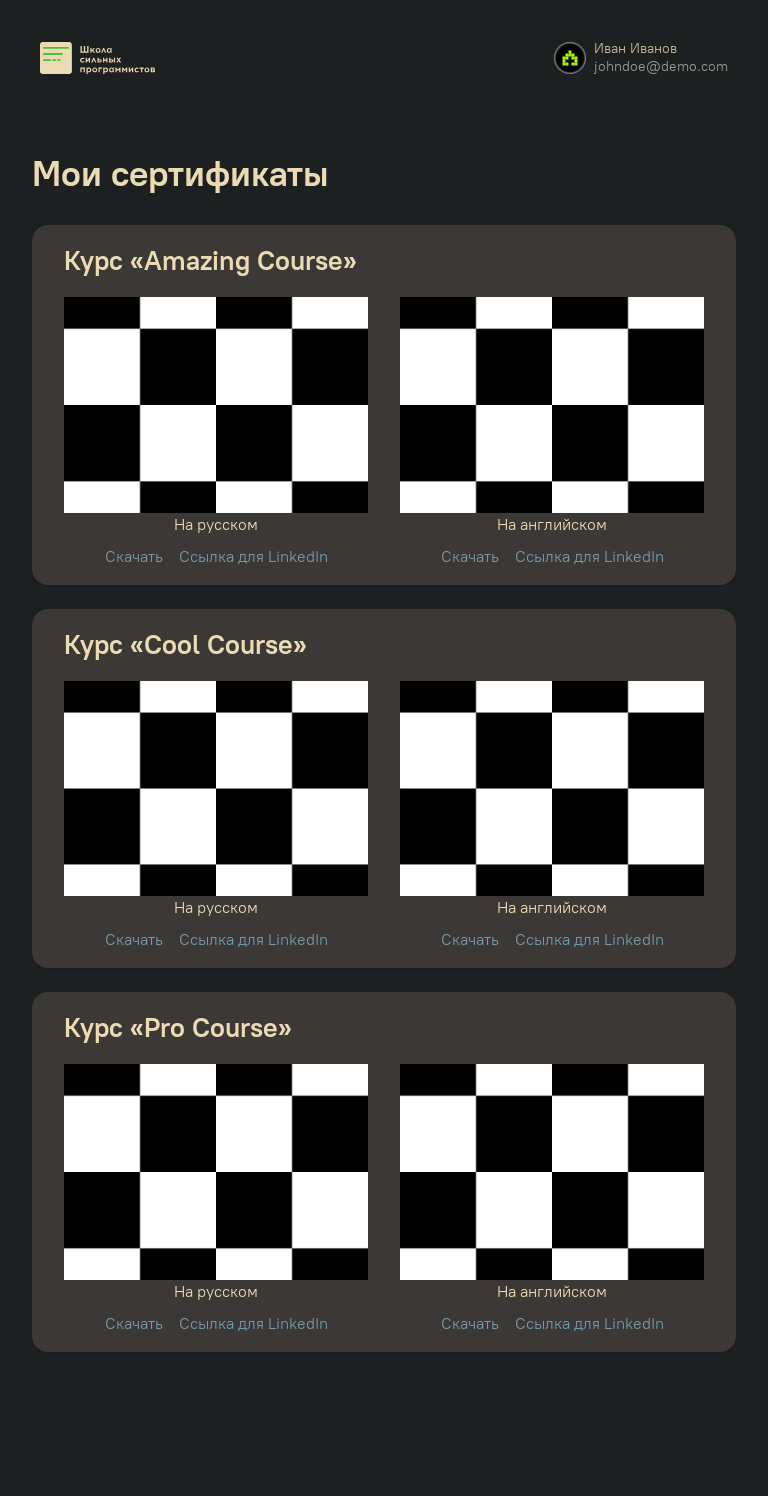 Школа
сильных
программистов
Иван Иванов
johndoe@demo.com
Мои сертификаты
Курс «Amazing Course»
На русском
На английском
Скачать Ссылка для LinkedIn
Скачать Ссылка для LinkedIn
Курс «Cool Course»
На русском
На английском
Скачать Ссылка для LinkedIn
Скачать Ссылка для LinkedIn
Курс «Pro Course»
На русском
На английском
Скачать Ссылка для LinkedIn
Скачать Ссылка для LinkedIn